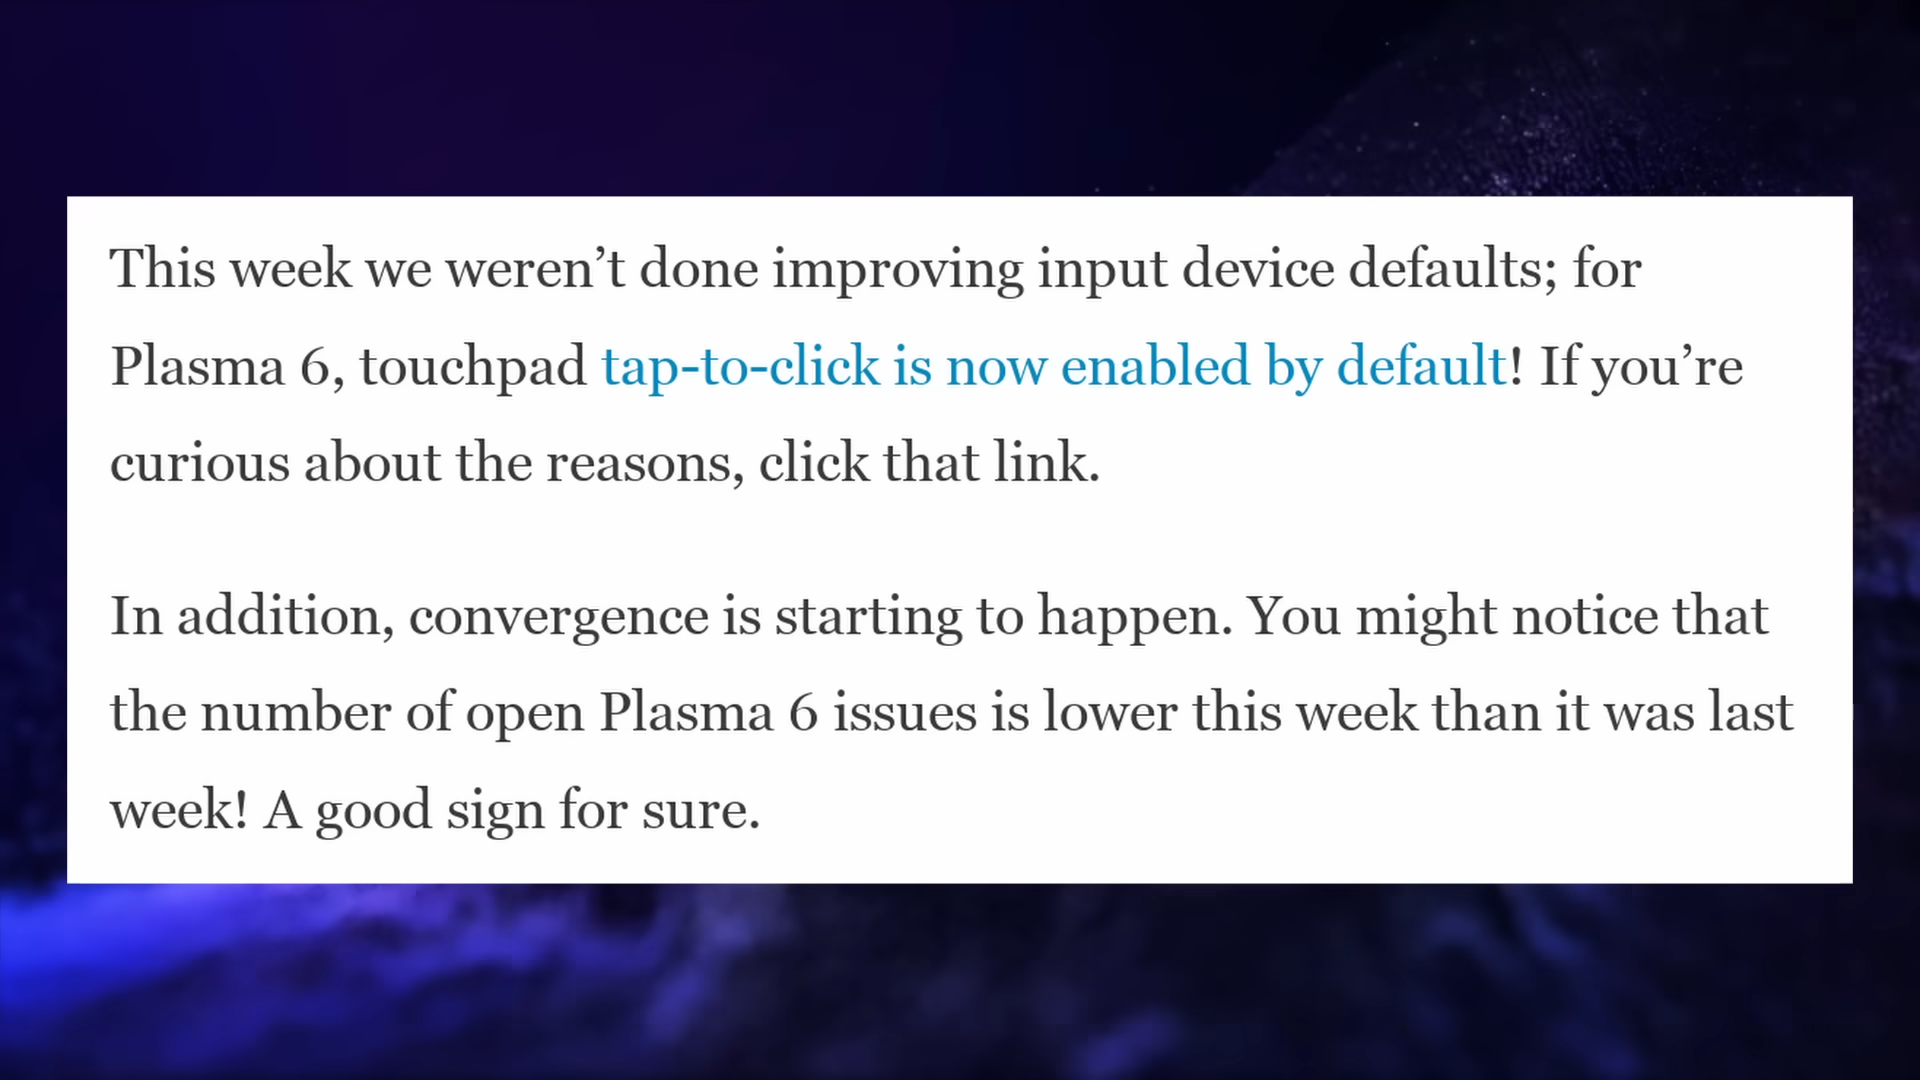 This week we weren’t done improving input device defaults; for
Plasma 6, touchpad tap-to-click is now enabled by default! If you’re
curious about the reasons, click that link.
In addition, convergence is starting to happen. You might notice that
the number of open Plasma 6 issues is lower this week than it was last
week! A good sign for sure.